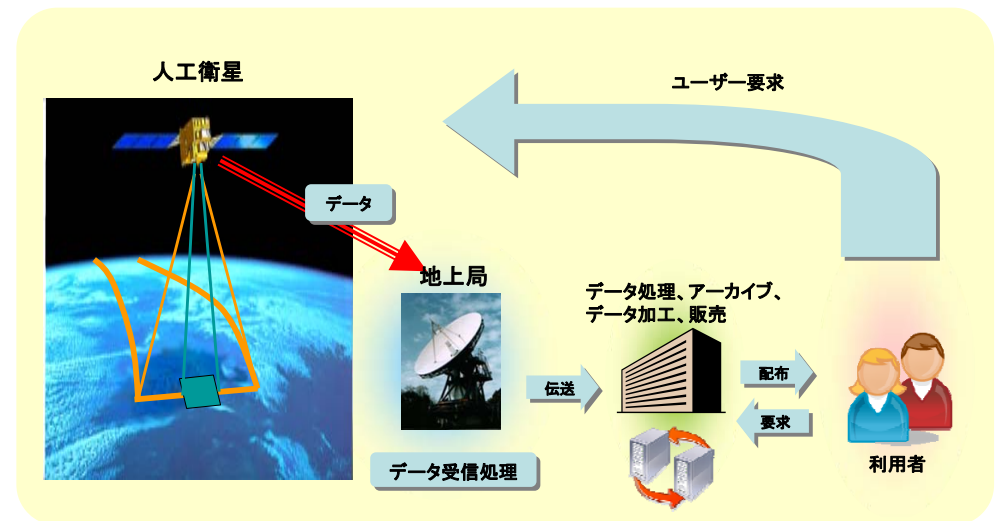 人工衛星
ユーザー要求
データ
地上局
データ処理、アーカイブ、
データ加工、販売
伝送
配布
要求
データ受信処理
利用者